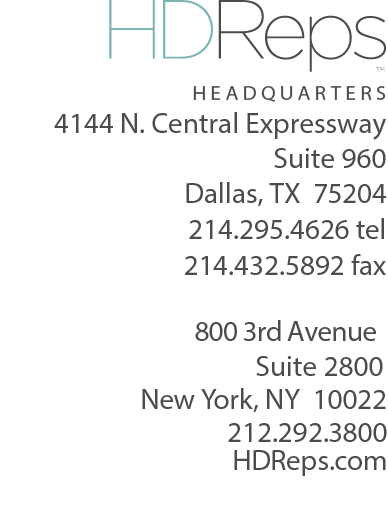 HDReps
™
HEADQUARTERS
4144 N. Central Expressway
Suite 960
Dallas, TX 75204
214.295.4626 tel
214.432.5892 fax
800 3rd Avenue
Suite 2800
New York, NY 10022
212.292.3800
HDReps.com